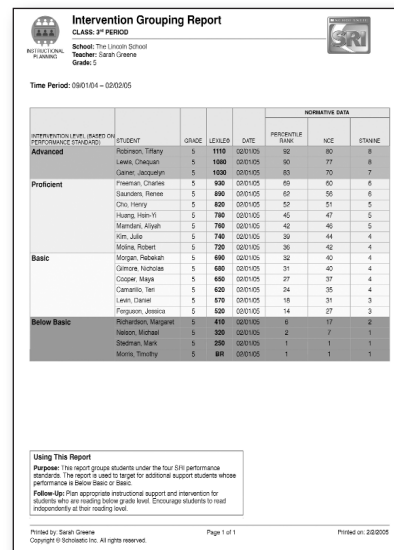 Intervention Grouping Report
CLASS: 3rd PERIOD
School: The Lincoln School
Teacher: Sarah Greene
Grade: 5
INSTRUCTIONAL
PLANNING
SRI
Time Period: 09/01/04 – 02/02/05
NORMATIVE DATA
INTERVENTION LEVEL (BASED ON PERFORMANCE STANDARD) STUDENT GRADE LEXILE® DATE PERCENTILE RANK NCE STANINE
Advanced Robinson, Tiffany 5 1110 02/01/05 92 80 8
Lewis, Chequan 5 1080 02/01/05 90 77 8
Gainer, Jacquelyn 5 1030 02/01/05 83 70 7
Proficient Freeman, Charles 5 930 02/01/05 69 60 6
Saunders, Renee 5 890 02/01/05 62 56 6
Cho, Henry 5 820 02/01/05 52 51 5
Huang, Hsin-Yi 5 780 02/01/05 45 47 5
Mamdani, Aliyah 5 760 02/01/05 42 46 5
Kim, Julie 5 740 02/01/05 39 44 4
Molina, Robert 5 720 02/01/05 36 42 4
Basic Morgan, Rebekah 5 690 02/01/05 32 40 4
Gilmore, Nicholas 5 680 02/01/05 31 40 4
Cooper, Maya 5 650 02/01/05 27 37 4
Camarillo, Teri 5 620 02/01/05 24 35 4
Levin, Daniel 5 570 02/01/05 18 31 3
Ferguson, Jessica 5 520 02/01/05 14 27 3
Below Basic Richardson, Margaret 5 410 02/01/05 6 17 2
Nelson, Michael 5 320 02/01/05 2 7 1
Stedman, Mark 5 250 02/01/05 1 1 1
Morris, Timothy 5 BR 02/01/05 1 1 1
Using This Report
Purpose: This report groups students under the four SRI performance
standards. The report is used to target for additional support students whose
performance is Below Basic or Basic.
Follow-Up: Plan appropriate instructional support and intervention for
students who are reading below grade level. Encourage students to read
independently at their reading level.
Printed by: Sarah Greene Page 1 of 1 Printed on: 2/2/2005
Copyright © Scholastic Inc. All rights reserved.